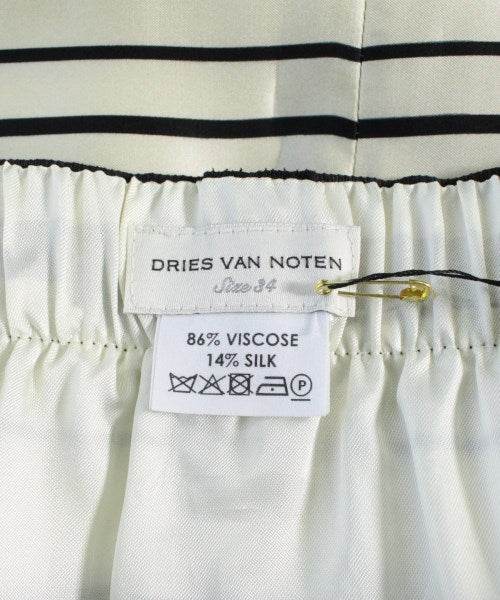 DRIES VAN NOTEN
Size 34
86% VISCOSE
14% SILK
P